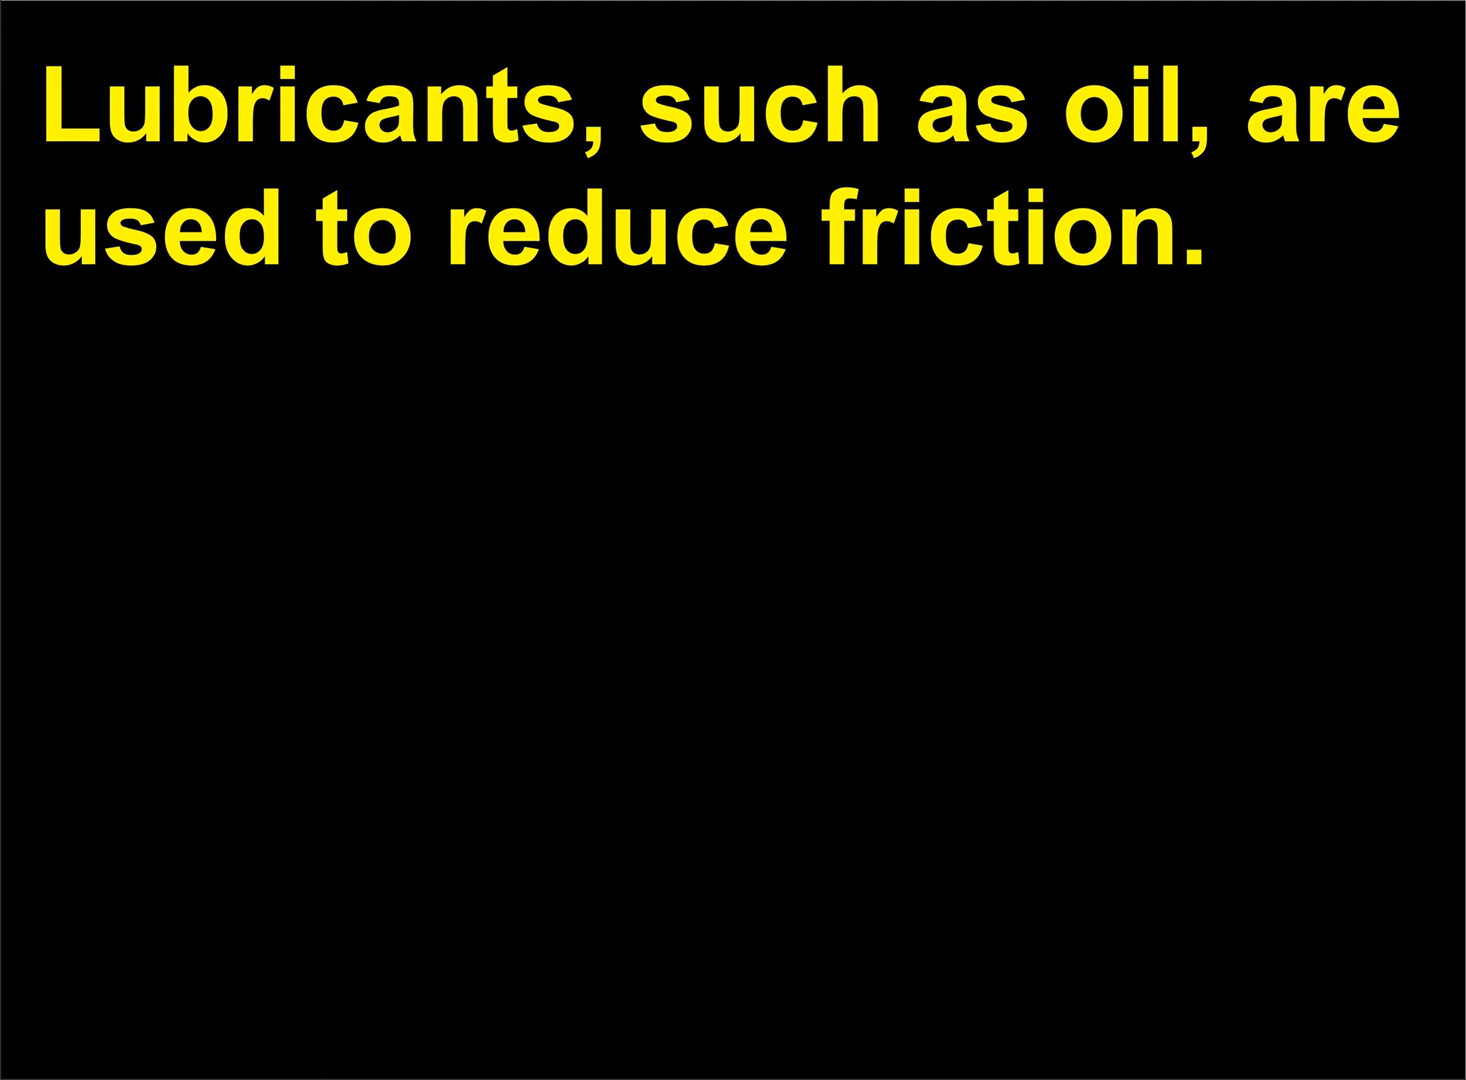 Lubricants, such as oil, are
used to reduce friction.